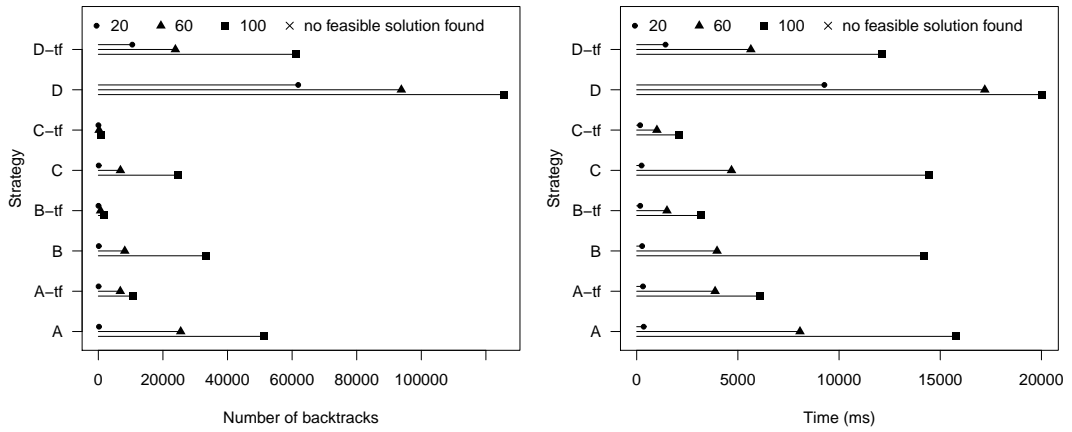 20 60 100 no feasible solution found
D−tf
D
C−tf
C
B−tf
B
A−tf
A
Strategy
0 20000 40000 60000 80000 100000
Number of backtracks
20 60 100 no feasible solution found
D−tf
D
C−tf
C
B−tf
B
A−tf
A
Strategy
0 5000 10000 15000 20000
Time (ms)